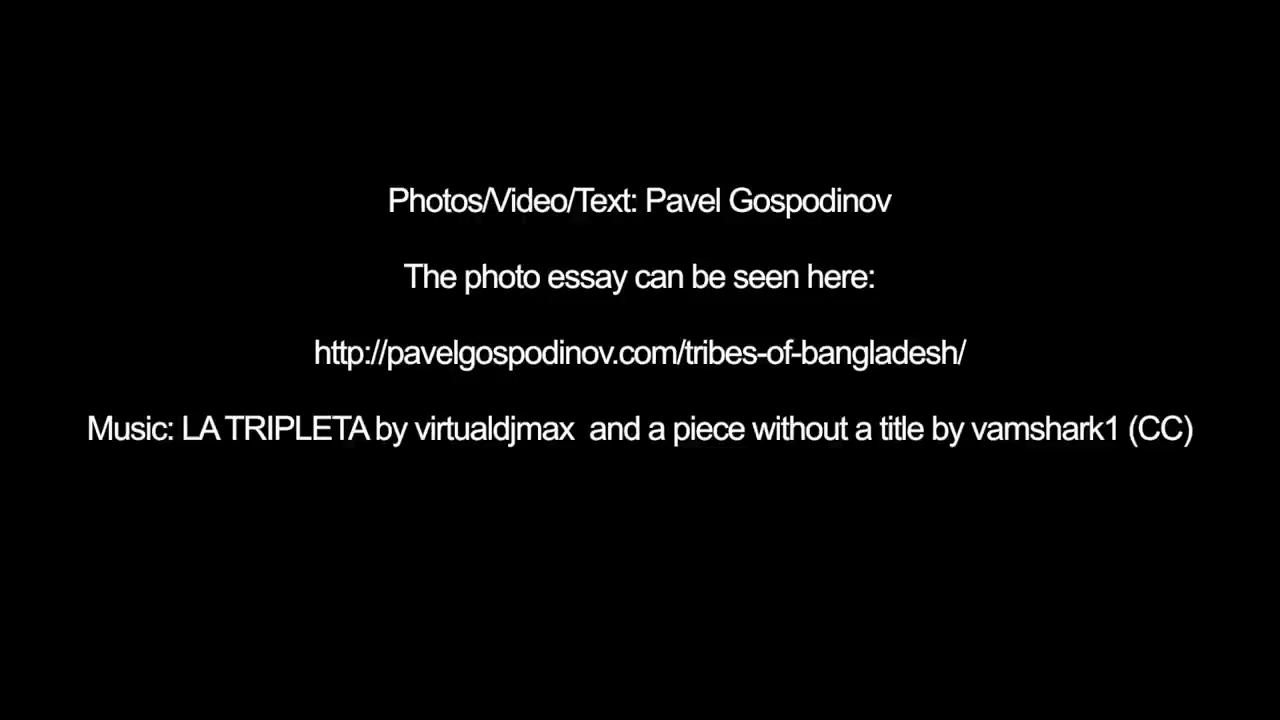 Photos/Video/Text: Pavel Gospodinov
The photo essay can be seen here:
http://pavelgospodinov.com/tribes-of-bangladesh/
Music: LA TRIPLETA by virtualdjmax  and a piece without a title by vamshark1 (CC)